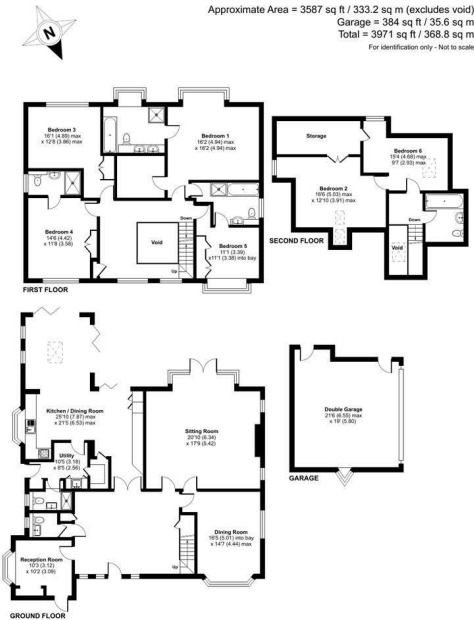 Approximate Area = 3587 sq ft / 333.2 sq m (excludes void)
Garage = 384 sq ft / 35.6 sq m
Total = 3971 sq ft / 368.8 sq m
For identification only - Not to scale
N
Bedroom 3
16'1 (4.89) max
x 12'8 (3.86) max
Bedroom 1
16'2 (4.94) max
x 16'2 (4.94) max
Bedroom 4
14'6 (4.42)
x 11'8 (3.56)
Void
Down
Up
Bedroom 5
11'1 (3.39)
x11'1 (3.38) into bay
FIRST FLOOR
Storage
Bedroom 6
15'4 (4.68) max
9'7 (2.93) max
Bedroom 2
16'6 (5.03) max
x 12'10 (3.91) max
Down
Void
SECOND FLOOR
Kitchen / Dining Room
25'10 (7.87) max
x 21'5 (6.53) max
Utility
10'5 (3.18)
x 8'5 (2.56)
Sitting Room
20'10 (6.34)
x 17'9 (5.42)
Dining Room
16'5 (5.01) into bay
x 14'7 (4.44) max
Up
Reception Room
10'3 (3.12)
x 10'2 (3.09)
GROUND FLOOR
Double Garage
21'6 (6.55) max
x 19' (5.80)
GARAGE